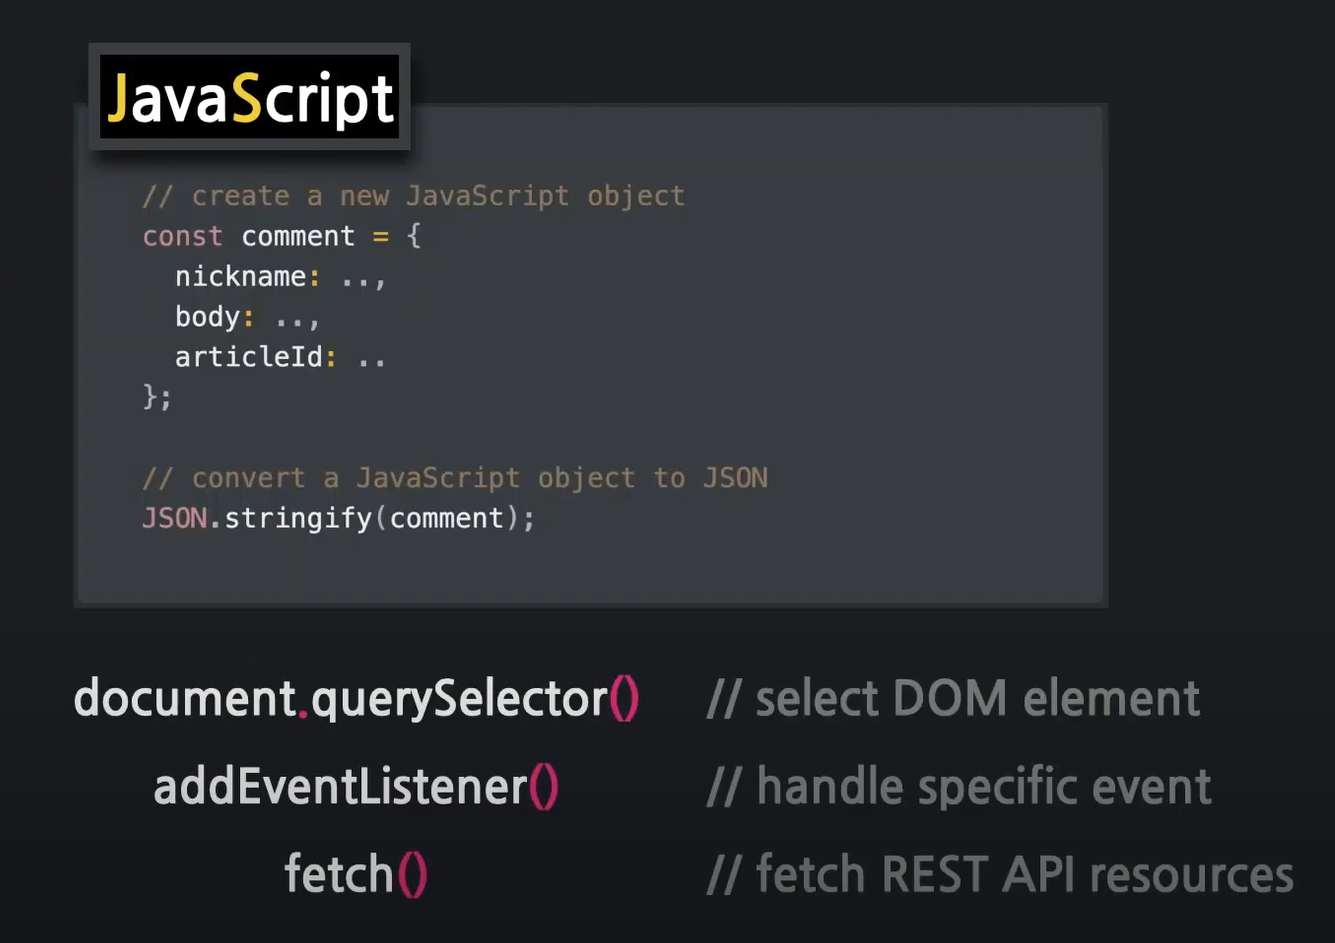 JavaScript
// create a new JavaScript object
const comment = {
  nickname: ..,
  body: ..,
  articleId: ..
};
// convert a JavaScript object to JSON
JSON.stringify(comment);
document.querySelector() // select DOM element
addEventListener() // handle specific event
fetch() // fetch REST API resources